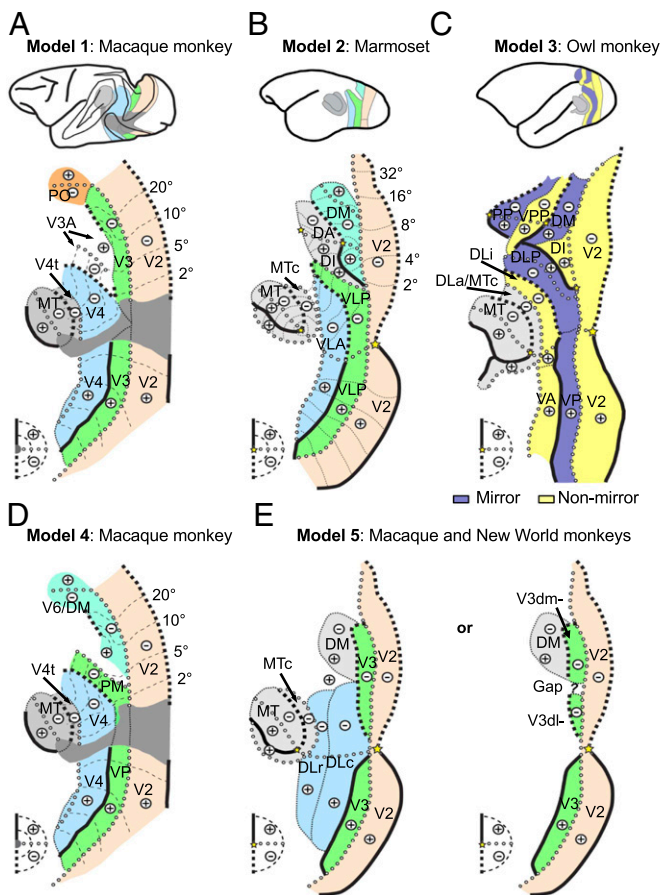 A
Model 1: Macaque monkey
B
Model 2: Marmoset
C
Model 3: Owl monkey
PO
V3A
V4t
MT
V4
V3
V2
20°
10°
5°
2°
V4
V3
V2
32°
16°
8°
4°
2°
DM
DA
DI
V2
MTc
MT
VLP
VLA
VLP
V2
PP
VPP
DM
DLP
DI
V2
DLi
DLa/MTc
MT
VA
VP
V2
Mirror
Non-mirror
D
Model 4: Macaque monkey
E
Model 5: Macaque and New World monkeys
V6/DM
20°
10°
5°
2°
V2
V4t
PM
MT
V4
V4
VP
V2
DM
V3
V2
MTc
MT
DLr
DLc
V3
V2
or
V3dm-
DM
V2
Gap ?
V3dl-
V3
V2